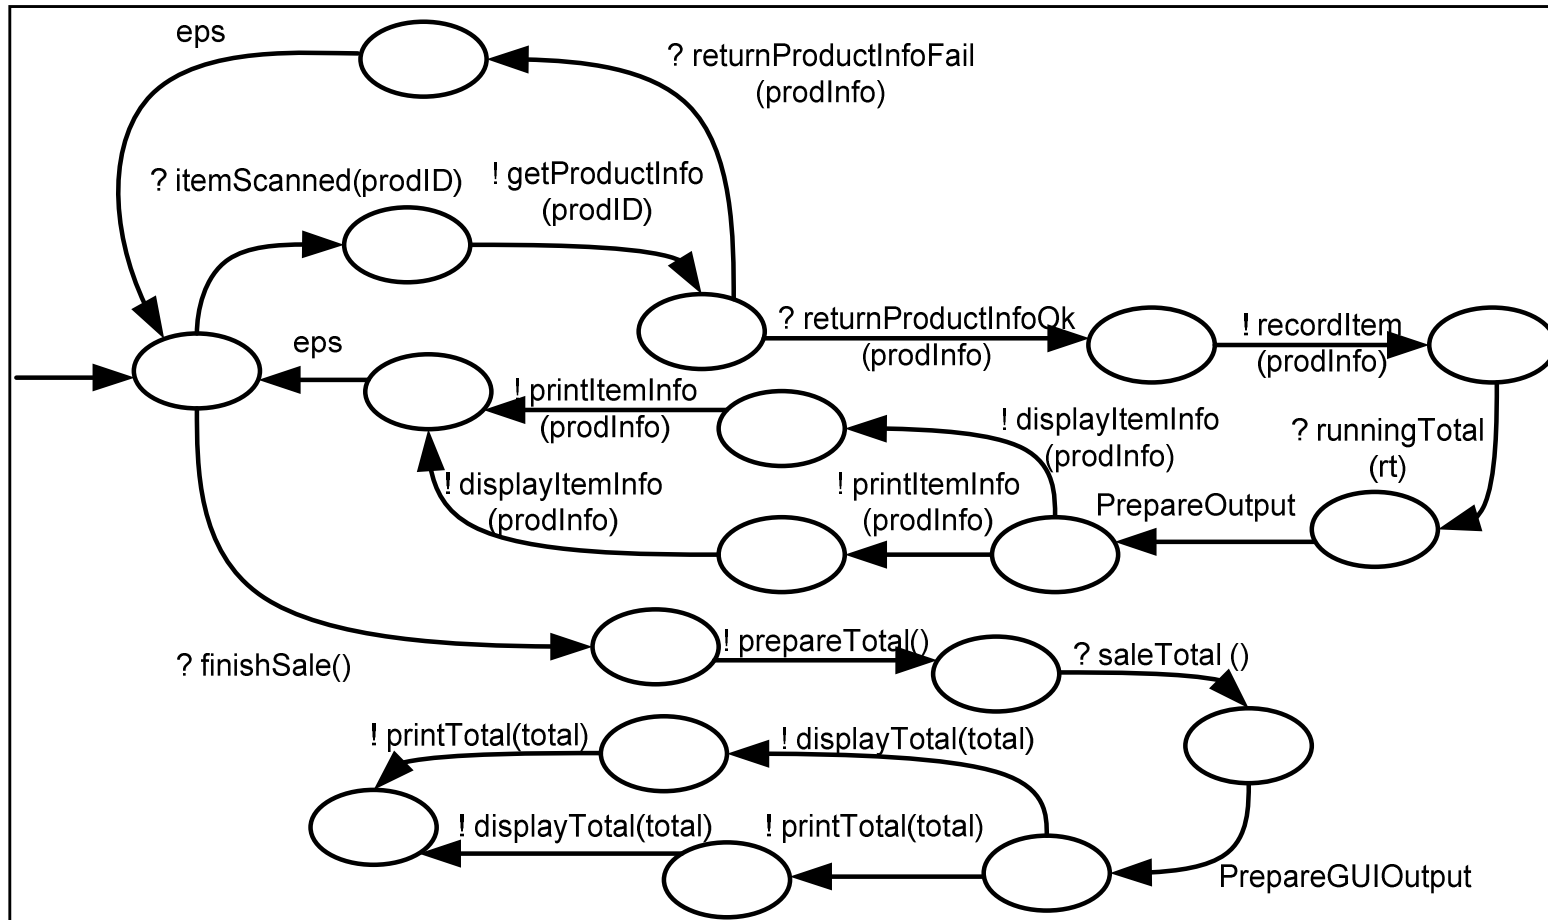 eps
? returnProductInfoFail
(prodInfo)
? itemScanned(prodID)
! getProductInfo
(prodID)
? returnProductInfoOk
(prodInfo)
! recordItem
(prodInfo)
eps
! printItemInfo
(prodInfo)
! displayItemInfo
(prodInfo)
? runningTotal
(rt)
! displayItemInfo
(prodInfo)
! printItemInfo
(prodInfo)
PrepareOutput
? finishSale()
! prepareTotal()
? saleTotal ()
! printTotal(total)
! displayTotal(total)
! displayTotal(total)
! printTotal(total)
PrepareGUIOutput